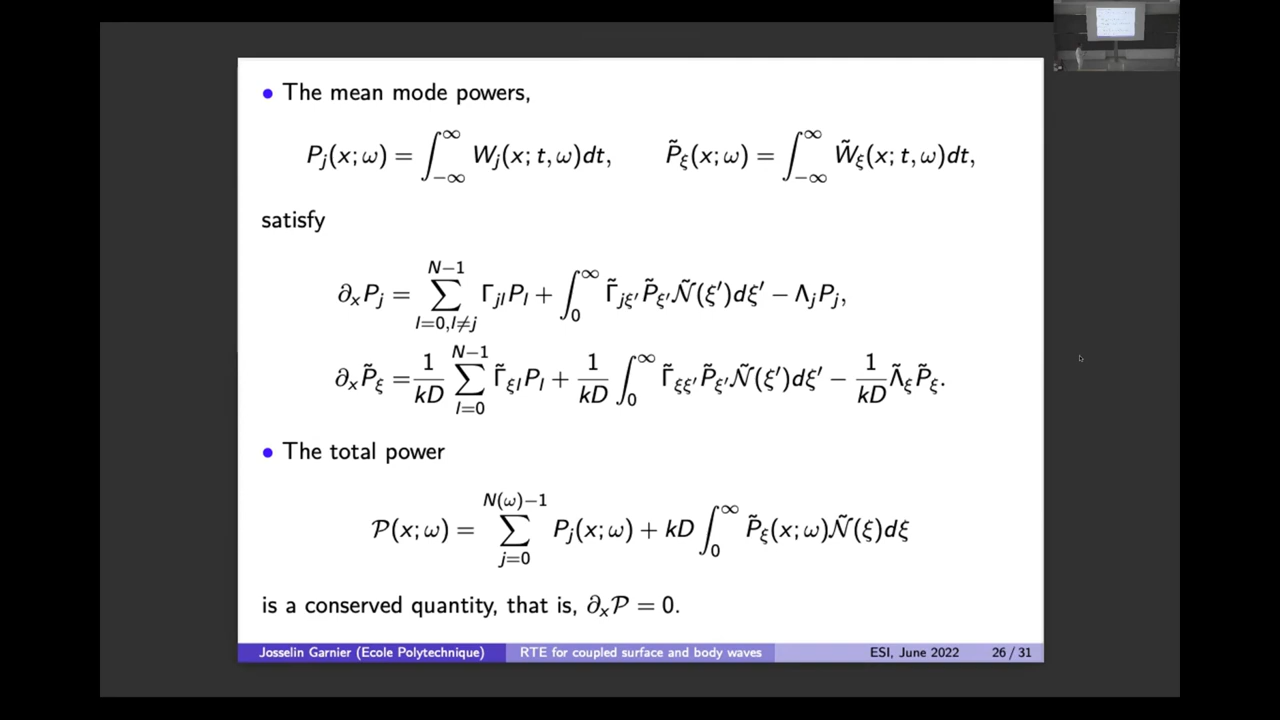 • The mean mode powers,
P_j(x; ω) = ∫_{−∞}^{∞} W_j(x; t, ω)dt, P̃_ξ(x; ω) = ∫_{−∞}^{∞} W̃_ξ(x; t, ω)dt,
satisfy
∂_x P_j = ∑_{l=0,l≠j}^{N−1} Γ_{jl} P_l + ∫_0^∞ Γ̃_{jξ′} P̃_{ξ′} Ñ(ξ′)dξ′ − Λ_j P_j,
∂_x P̃_ξ = 1/kD ∑_{l=0}^{N−1} Γ̃_{ξl} P_l + 1/kD ∫_0^∞ Γ̃_{ξξ′} P̃_{ξ′} Ñ(ξ′)dξ′ − 1/kD Λ̃_ξ P̃_ξ.
• The total power
𝒫(x; ω) = ∑_{j=0}^{N(ω)−1} P_j(x; ω) + kD ∫_0^∞ P̃_ξ(x; ω)Ñ(ξ)dξ
is a conserved quantity, that is, ∂_x 𝒫 = 0.
Josselin Garnier (Ecole Polytechnique) RTE for coupled surface and body waves ESI, June 2022 26 / 31